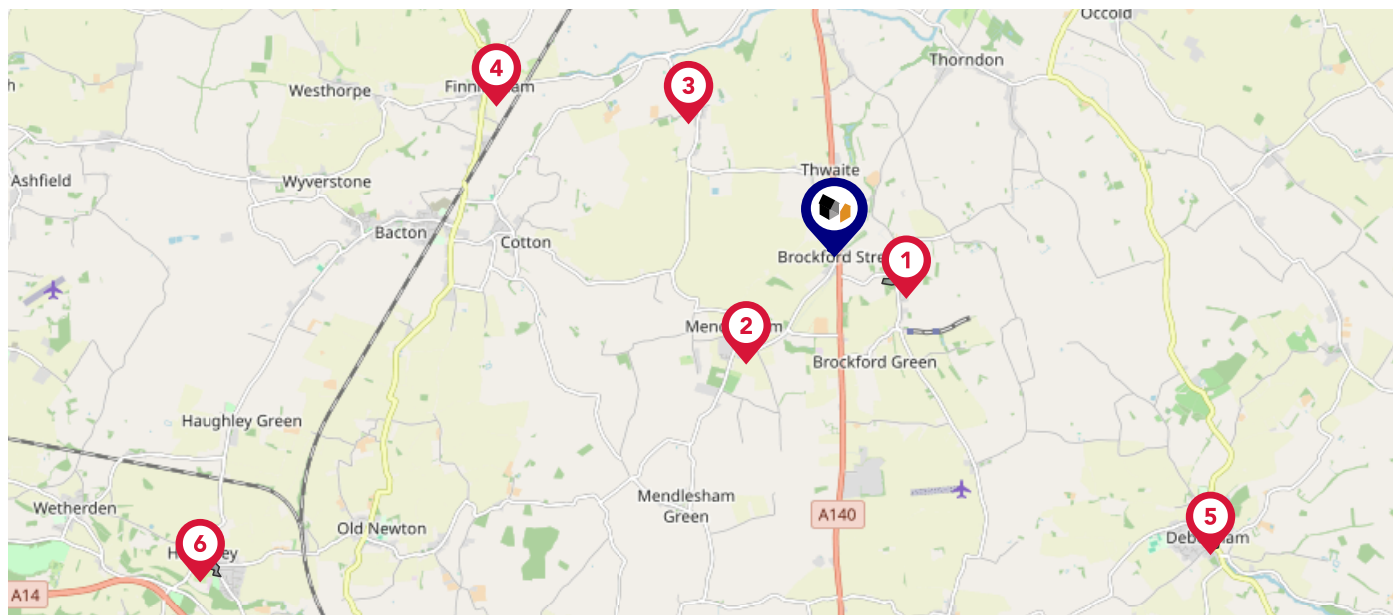 Occold
4
3
Thorndon
Westhorpe
Thwaite
Ashfield
Wyverstone
Bacton
Cotton
Brockford
1
2
Brockford Green
Haughley Green
Mendlesham
Green
Wetherden
Old Newton
A140
5
6
A14